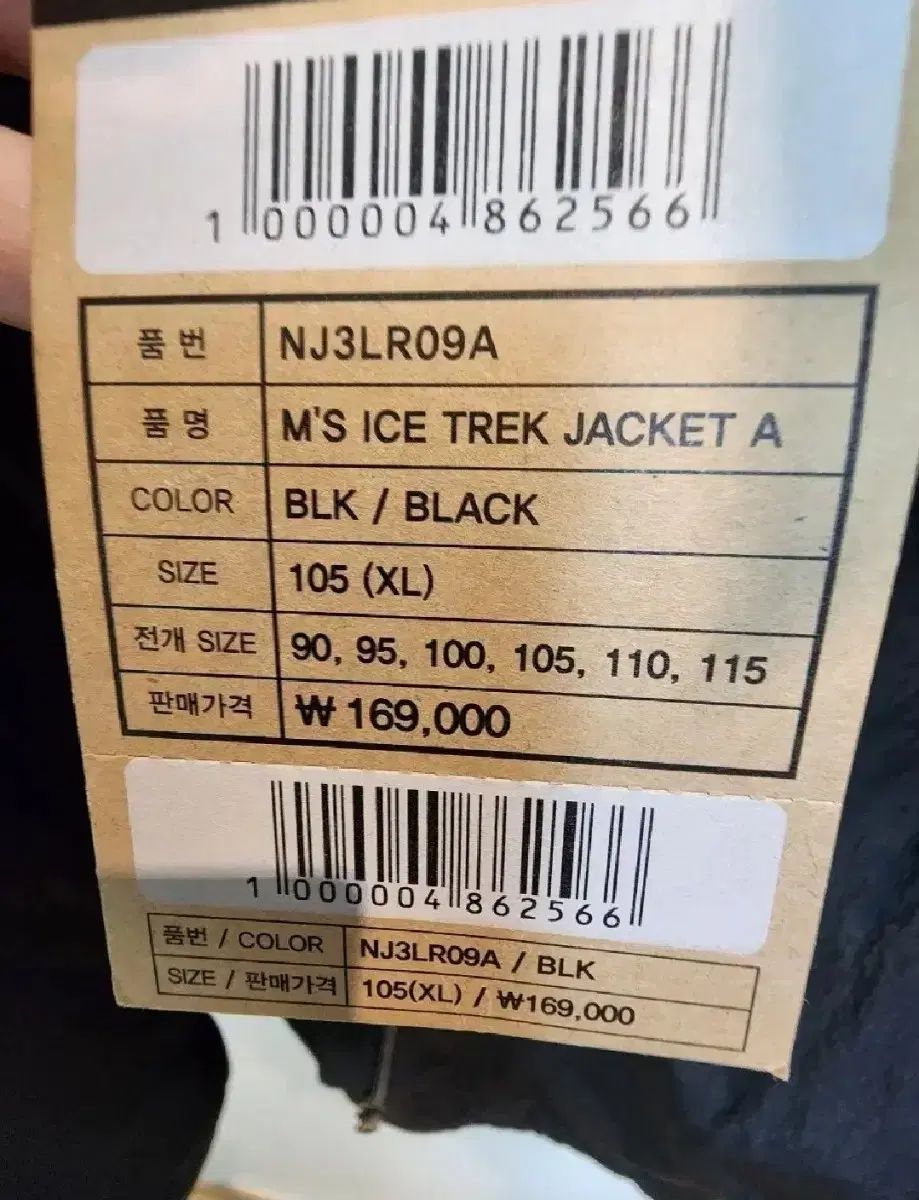 1 000004 862566
품 번 NJ3LR09A
품 명 M'S ICE TREK JACKET A
COLOR BLK / BLACK
SIZE 105 (XL)
전개 SIZE 90, 95, 100, 105, 110, 115
판매가격 ₩ 169,000
1 000004 862566
품번 / COLOR NJ3LR09A / BLK
SIZE / 판매가격 105(XL) / ₩169,000